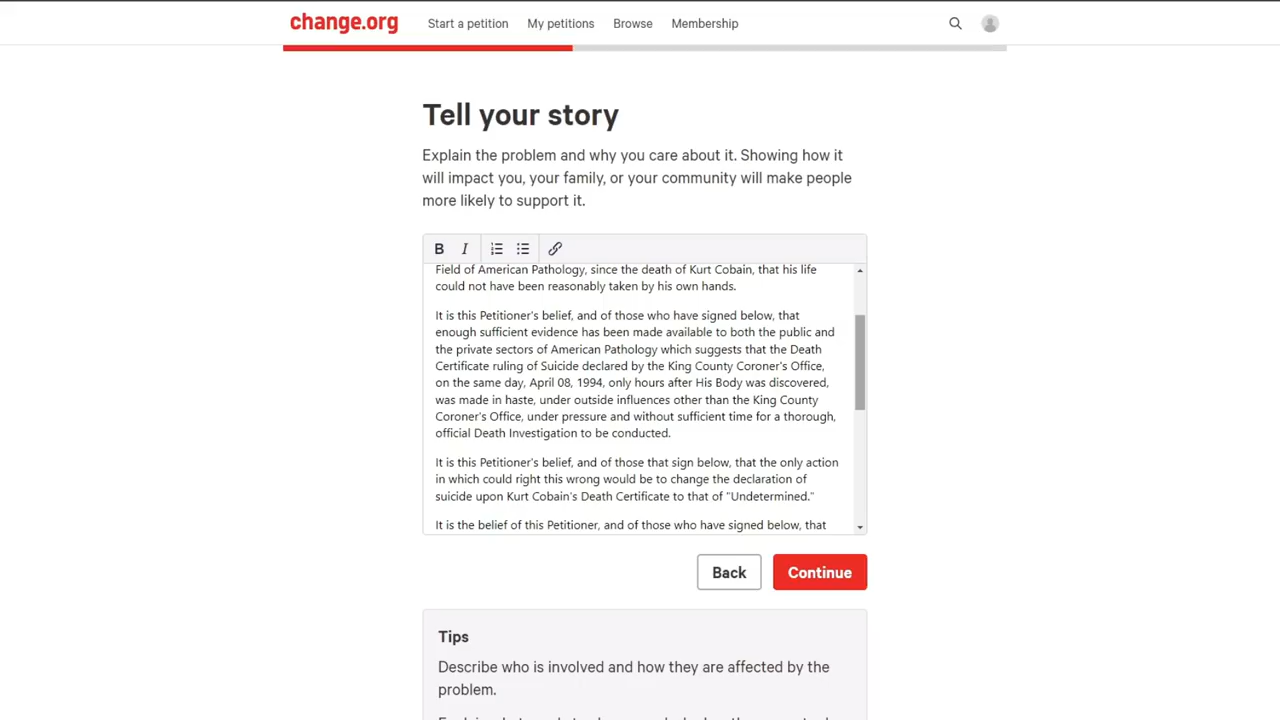 change.org
Start a petition
My petitions
Browse
Membership
Tell your story
Explain the problem and why you care about it. Showing how it
will impact you, your family, or your community will make people
more likely to support it.
B I
Field of American Pathology, since the death of Kurt Cobain, that his life
could not have been reasonably taken by his own hands.
It is this Petitioner's belief, and of those who have signed below, that
enough sufficient evidence has been made available to both the public and
the private sectors of American Pathology which suggests that the Death
Certificate ruling of Suicide declared by the King County Coroner's Office,
on the same day, April 08, 1994, only hours after His Body was discovered,
was made in haste, under outside influences other than the King County
Coroner's Office, under pressure and without sufficient time for a thorough,
official Death Investigation to be conducted.
It is this Petitioner's belief, and of those that sign below, that the only action
in which could right this wrong would be to change the declaration of
suicide upon Kurt Cobain's Death Certificate to that of "Undetermined."
It is the belief of this Petitioner, and of those who have signed below, that
Back
Continue
Tips
Describe who is involved and how they are affected by the
problem.